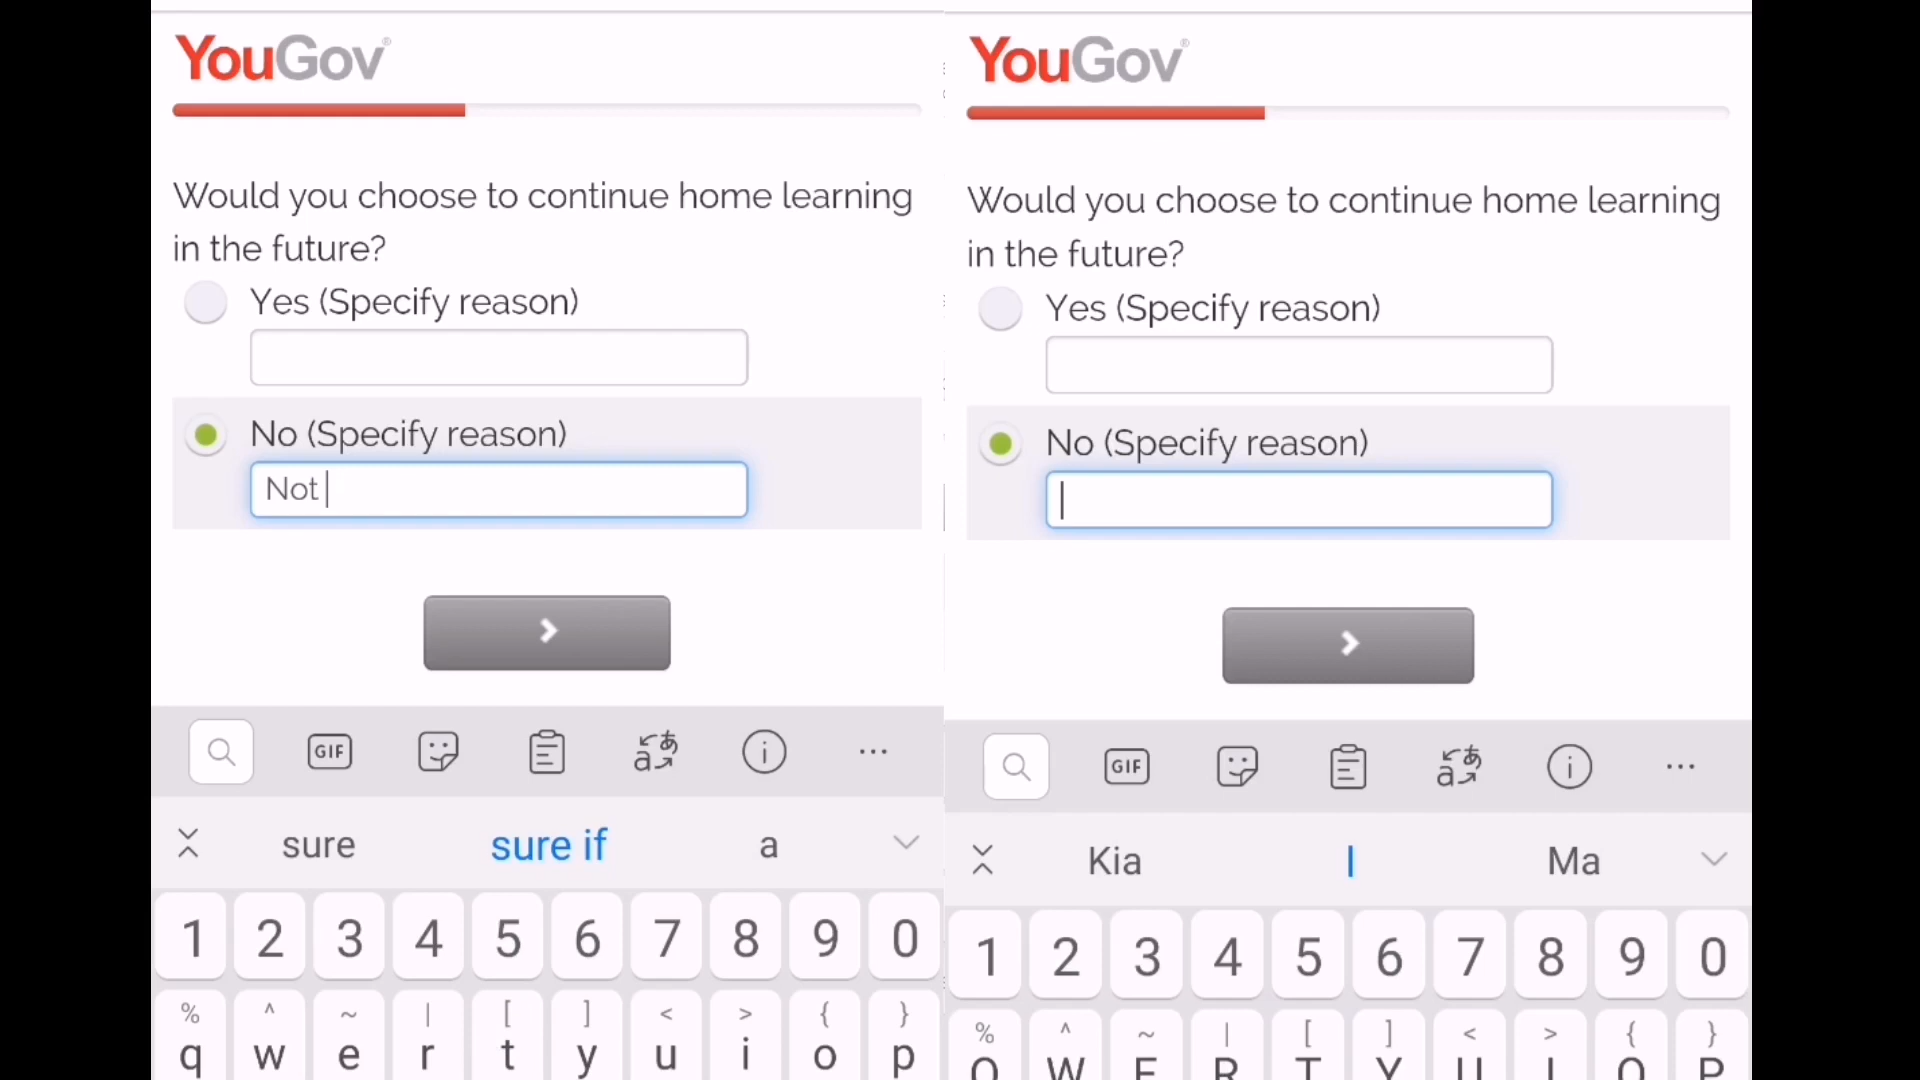 YouGov®
Would you choose to continue home learning
in the future?
Yes (Specify reason)
No (Specify reason)
Not
GIF
sure
sure if
a
1 2 3 4 5 6 7 8 9 0
% ^ ~ | [ ] < > { }
q w e r t y u i o p
YouGov®
Would you choose to continue home learning
in the future?
Yes (Specify reason)
No (Specify reason)
GIF
Kia
I
Ma
1 2 3 4 5 6 7 8 9 0
% ^ ~ | [ ] < > { }
Q W E R T Y U I O P